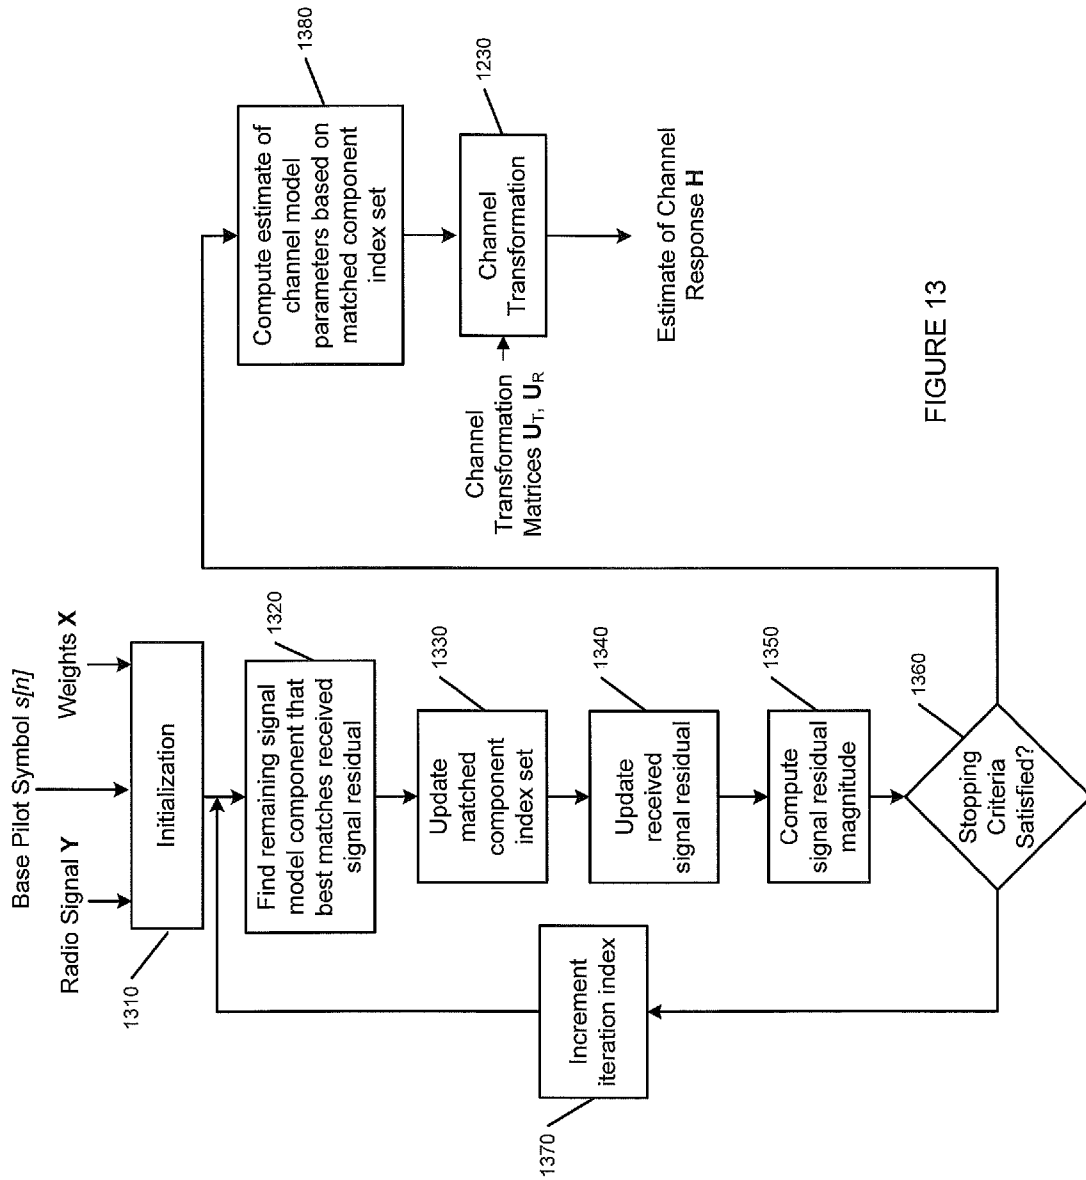 Base Pilot Symbol s[n]
Radio Signal Y
Weights X
Initialization
1310
Find remaining signal
model component that
best matches received
signal residual
1320
Update
matched
component
index set
1330
Update
received
signal residual
1340
Compute
signal residual
magnitude
1350
Stopping
Criteria
Satisfied?
1360
Increment
iteration index
1370
Compute estimate of
channel model
parameters based on
matched component
index set
1380
Channel
Transformation
Matrices UT, UR
Channel
Transformation
1230
Estimate of Channel
Response H
FIGURE 13